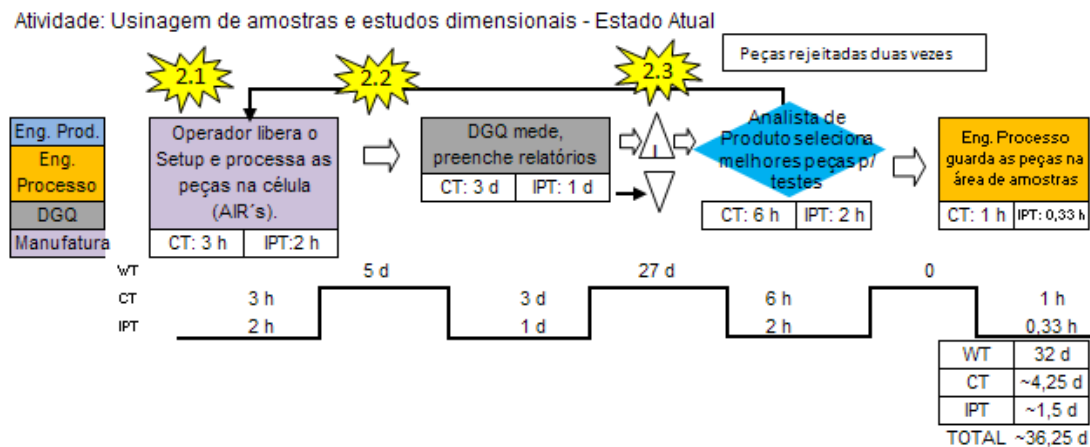 Atividade: Usinagem de amostras e estudos dimensionais - Estado Atual
2.1
2.2
2.3
Peças rejeitadas duas vezes
Eng. Prod.
Eng.
Processo
DGQ
Manufatura
Operador libera o
Setup e processa as
peças na célula
(AIR´s).
CT: 3 h
IPT:2 h
DGQ mede,
preenche relatórios
CT: 3 d
IPT: 1 d
I
Analista de
Produto seleciona
melhores peças p/
testes
CT: 6 h
IPT: 2 h
Eng. Processo
guarda as peças na
área de amostras
CT: 1 h
IPT: 0,33 h
WT
5 d
27 d
0
CT
3 h
3 d
6 h
1 h
IPT
2 h
1 d
2 h
0,33 h
WT 32 d
CT ~4,25 d
IPT ~1,5 d
TOTAL ~36,25 d